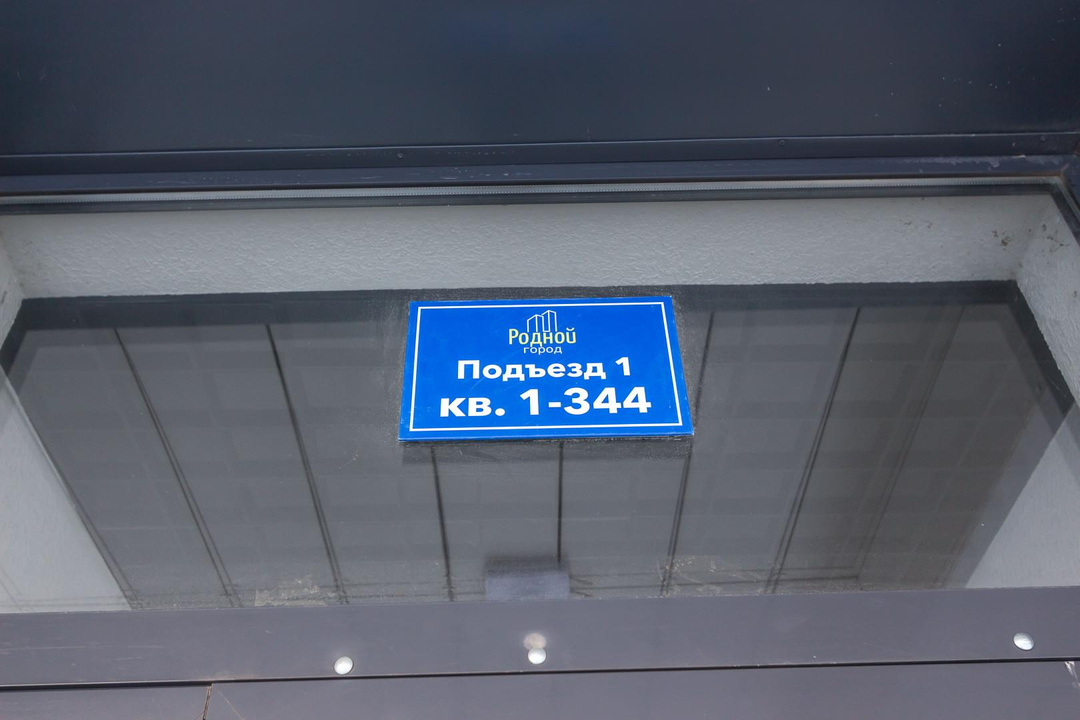 Родной
город
Подъезд 1
кв. 1-344